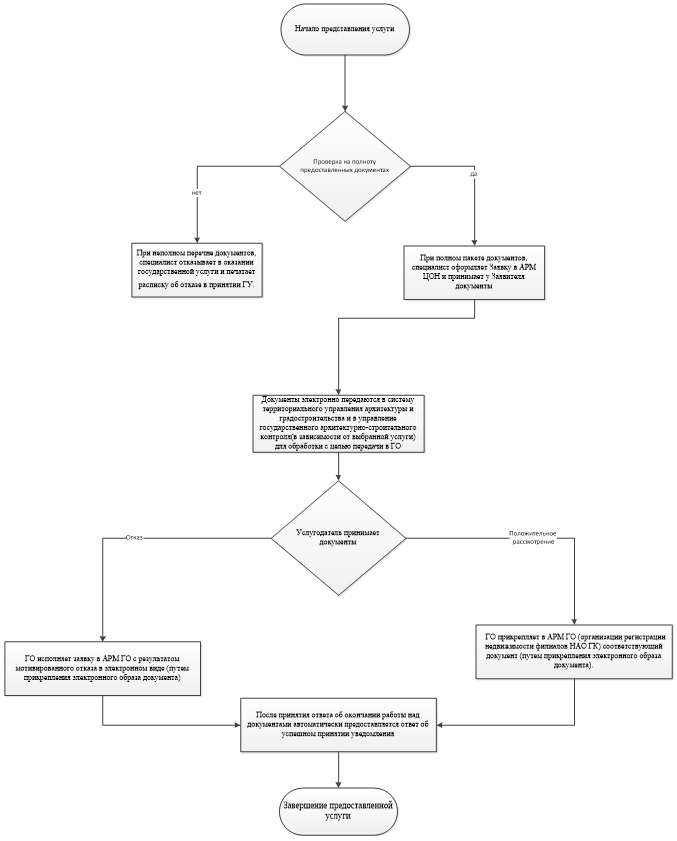 Начало представления услуги
Проверка на полноту
предоставленных документах
нет
да
При неполном перечне документов,
специалист отказывает в оказании
государственной услуги и печатает
расписку об отказе в принятии ГУ.
При полном пакете документов,
специалист оформляет Заявку в АРМ
ЦОН и принимает у Заявителя
документы
Документы электронно передаются в систему
территориального управления архитектуры и
градостроительства и в управление
государственного архитектурно-строительного
контроля(в зависимости от выбранной услуги)
для обработки с целью передачи в ГО
Услугодатель принимает
документы
Отказ
Положительное
рассмотрение
ГО исполняет заявку в АРМ ГО с результатом
мотивированного отказа в электронном виде (путем
прикрепления электронного образа документа)
ГО прикрепляет в АРМ ГО (организации регистрации
недвижимости филиалов НАО ГК) соответствующий
документ (путем прикрепления электронного образа
документа).
После принятия ответа об окончании работы над
документами автоматически предоставляется ответ об
успешном принятии уведомления
Завершение предоставленной
услуги